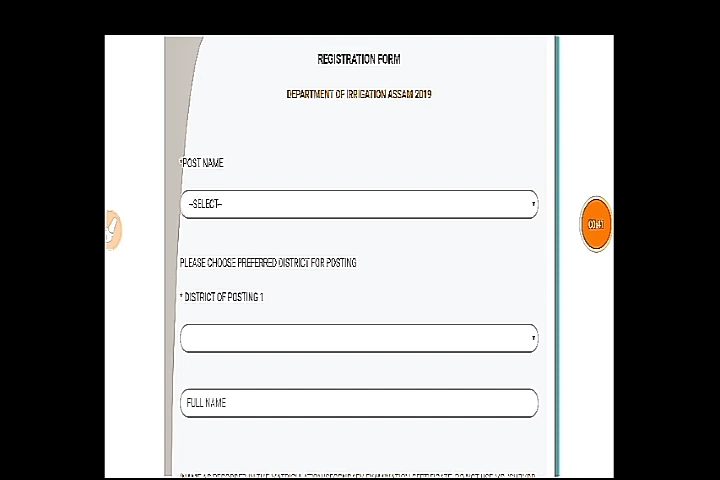 REGISTRATION FORM
DEPARTMENT OF IRRIGATION ASSAM 2019
*POST NAME
--SELECT--
PLEASE CHOOSE PREFERRED DISTRICT FOR POSTING
* DISTRICT OF POSTING 1
FULL NAME